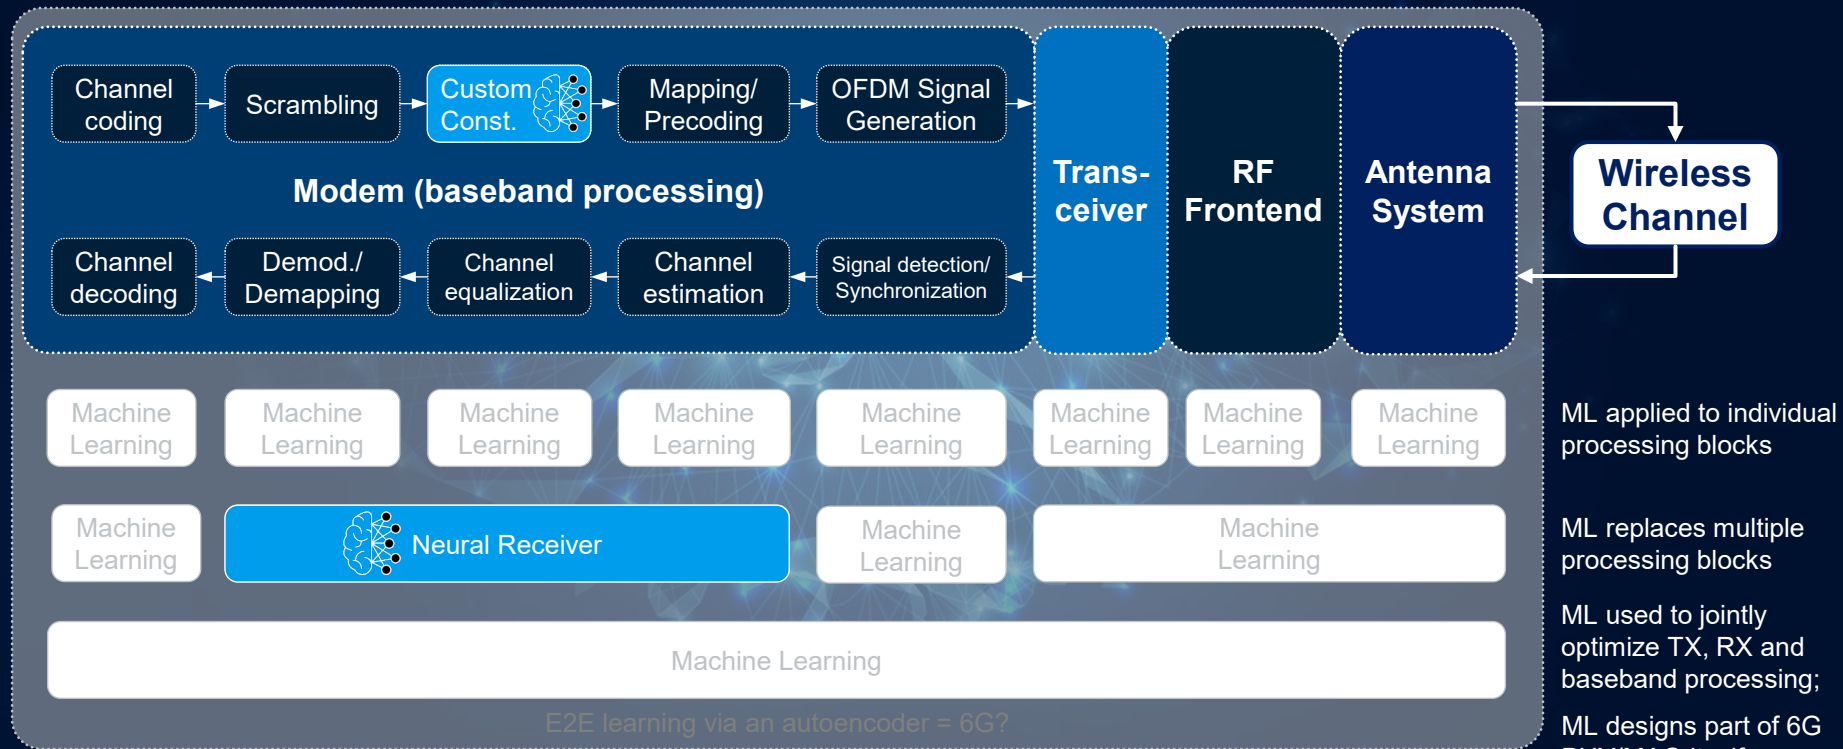 Channel
coding
Scrambling
Custom
Const.
Mapping/
Precoding
OFDM Signal
Generation
Modem (baseband processing)
Channel
decoding
Demod./
Demapping
Channel
equalization
Channel
estimation
Signal detection/
Synchronization
Trans-
ceiver
RF
Frontend
Antenna
System
Wireless
Channel
Machine
Learning
Machine
Learning
Machine
Learning
Machine
Learning
Machine
Learning
Machine
Learning
Machine
Learning
Machine
Learning
ML applied to individual
processing blocks
Machine
Learning
Neural Receiver
Machine
Learning
Machine
Learning
ML replaces multiple
processing blocks
Machine Learning
ML used to jointly
optimize TX, RX and
baseband processing;
E2E learning via an autoencoder = 6G?
ML designs part of 6G